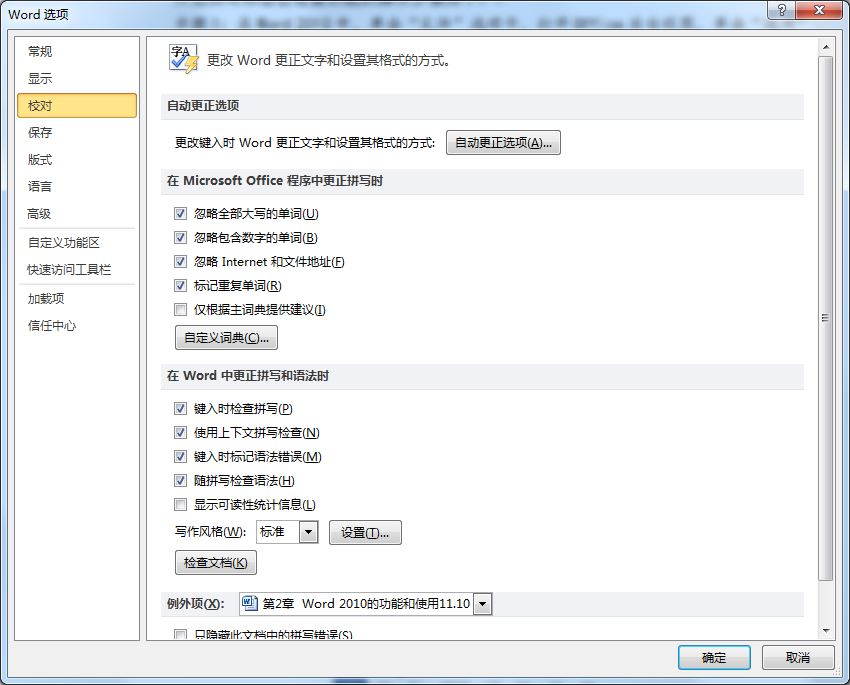 Word 选项
常规
显示
校对
保存
版式
语言
高级
自定义功能区
快速访问工具栏
加载项
信任中心
字A
更改 Word 更正文字和设置其格式的方式。
自动更正选项
更改键入时 Word 更正文字和设置其格式的方式: 自动更正选项(A)...
在 Microsoft Office 程序中更正拼写时
忽略全部大写的单词(U)
忽略包含数字的单词(B)
忽略 Internet 和文件地址(F)
标记重复单词(R)
仅根据主词典提供建议(I)
自定义词典(C)...
在 Word 中更正拼写和语法时
键入时检查拼写(P)
使用上下文拼写检查(N)
键入时标记语法错误(M)
随拼写检查语法(H)
显示可读性统计信息(L)
写作风格(W): 标准 设置(T)...
检查文档(K)
例外项(X): 第2章 Word 2010的功能和使用11.10
只隐藏此文档中的拼写错误(S)
确定 取消